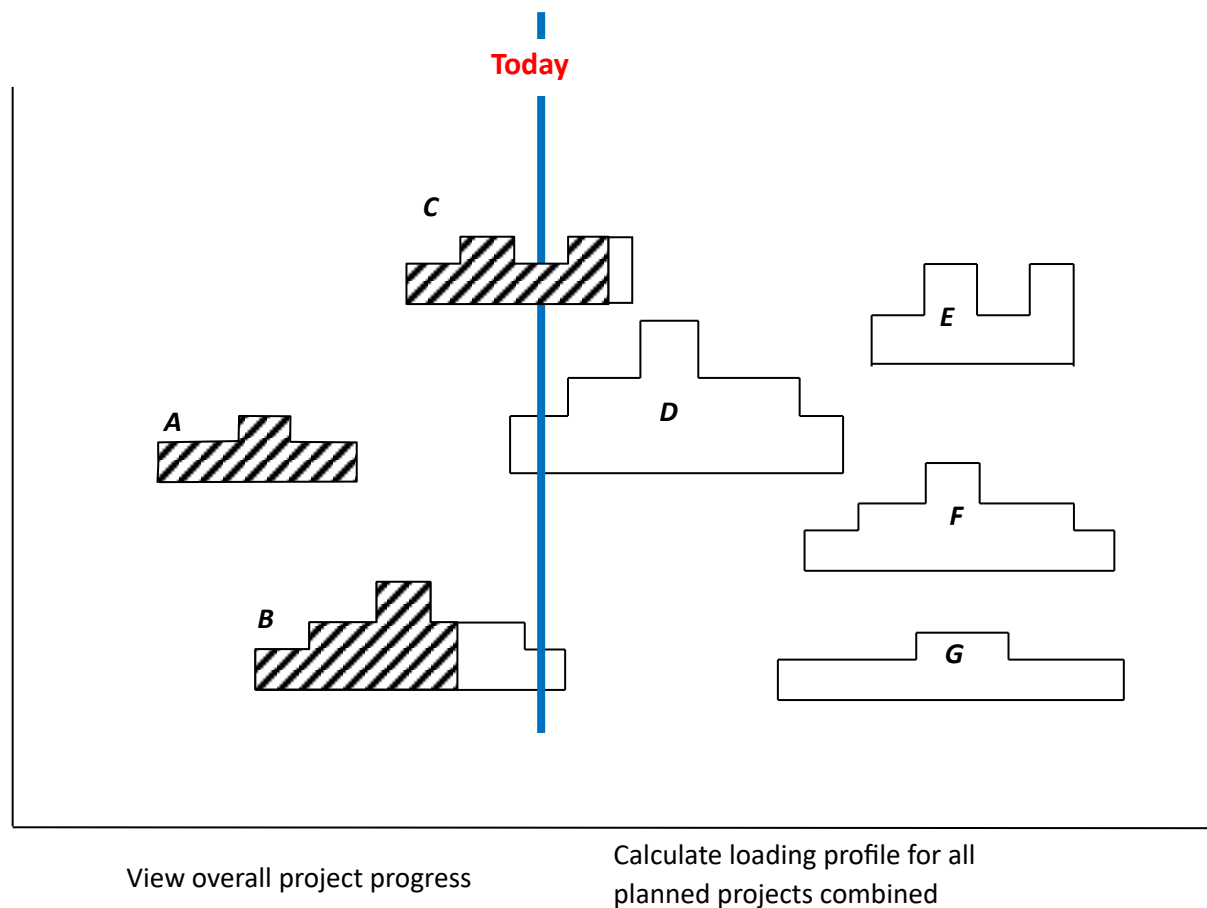 Today
C
E
D
A
F
B
G
View overall project progress
Calculate loading profile for all
planned projects combined